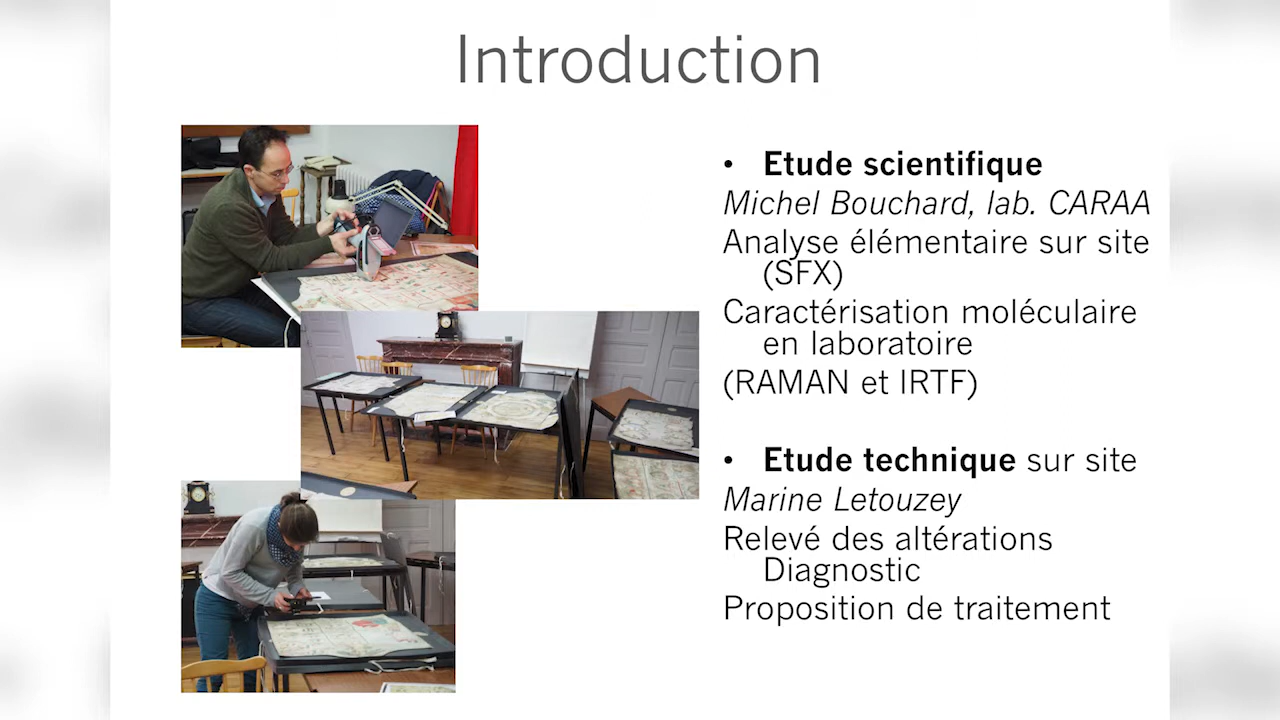 Introduction
• Etude scientifique
Michel Bouchard, lab. CARAA
Analyse élémentaire sur site
(SFX)
Caractérisation moléculaire
en laboratoire
(RAMAN et IRTF)
• Etude technique sur site
Marine Letouzey
Relevé des altérations
Diagnostic
Proposition de traitement